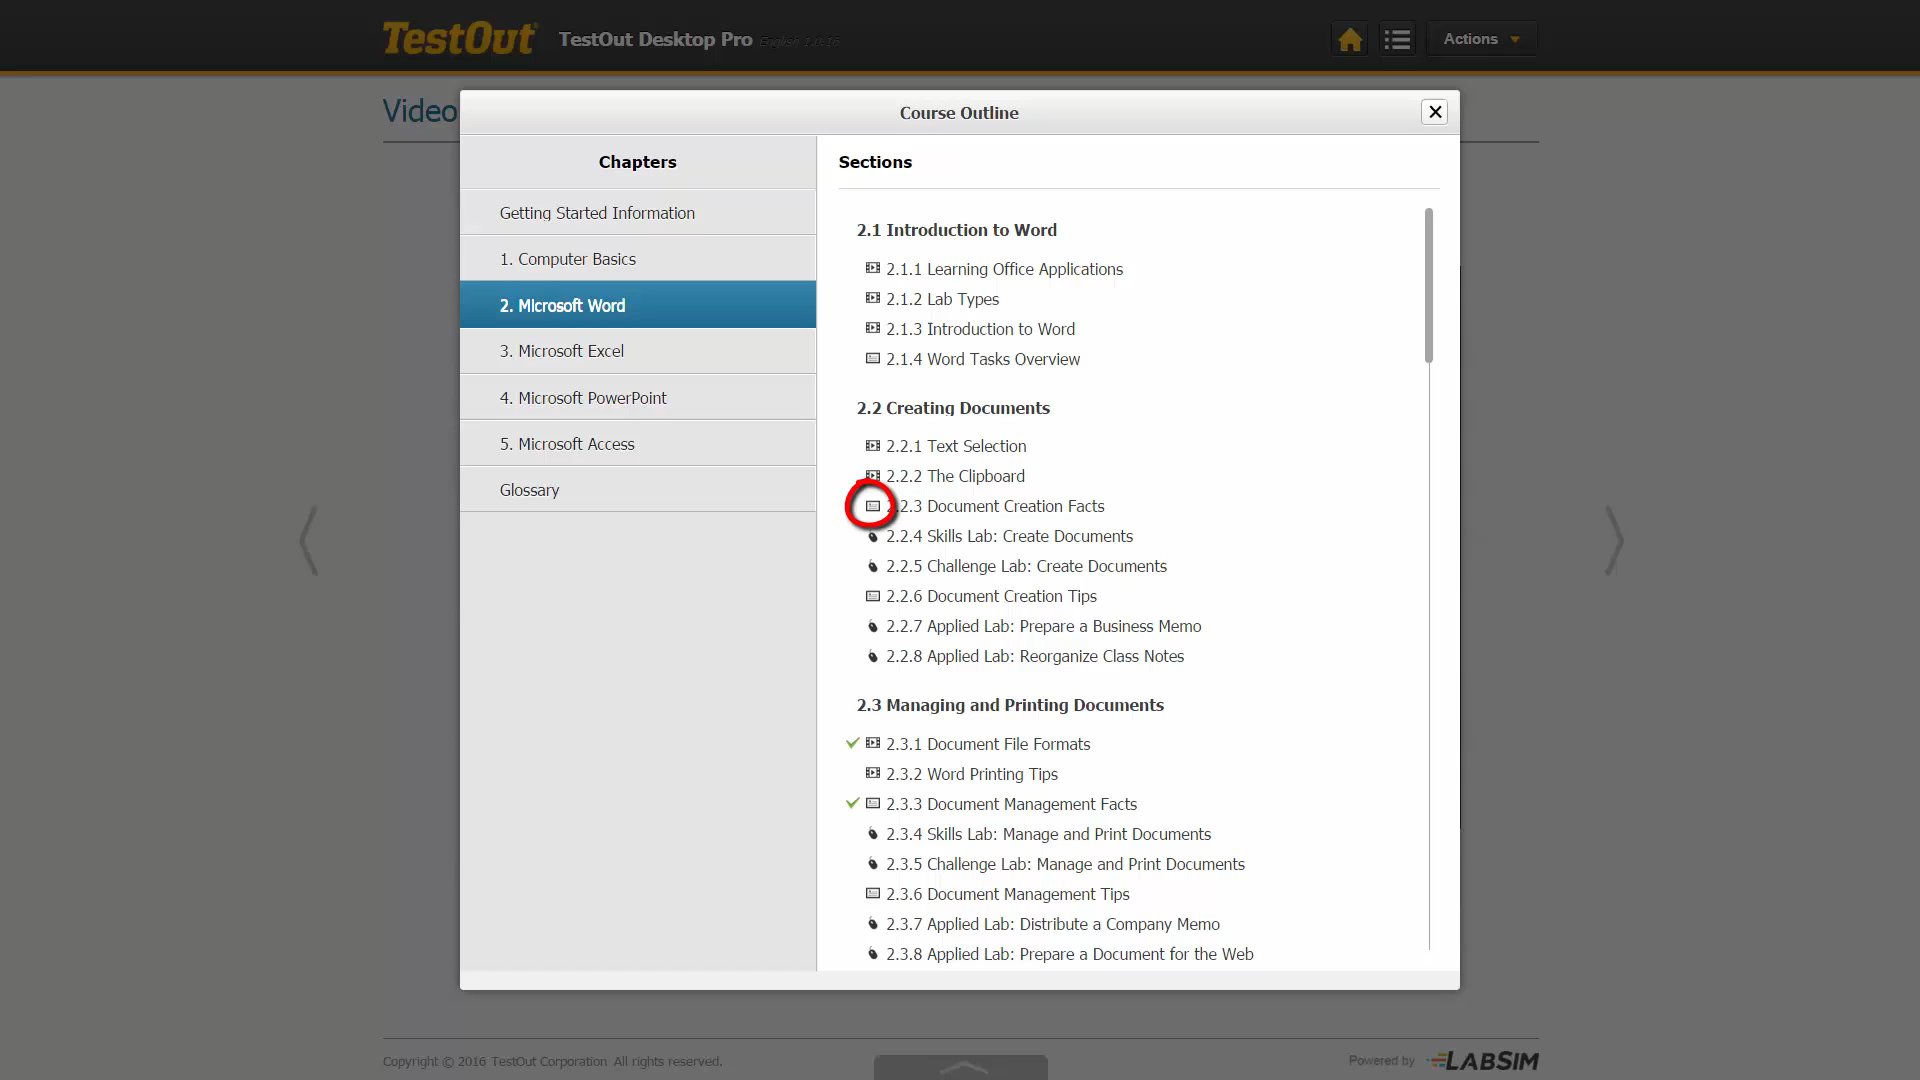 TestOut TestOut Desktop Pro English 1.0.16
Actions
Video
Course Outline
Chapters
Getting Started Information
1. Computer Basics
2. Microsoft Word
3. Microsoft Excel
4. Microsoft PowerPoint
5. Microsoft Access
Glossary
Sections
2.1 Introduction to Word
2.1.1 Learning Office Applications
2.1.2 Lab Types
2.1.3 Introduction to Word
2.1.4 Word Tasks Overview
2.2 Creating Documents
2.2.1 Text Selection
2.2.2 The Clipboard
2.2.3 Document Creation Facts
2.2.4 Skills Lab: Create Documents
2.2.5 Challenge Lab: Create Documents
2.2.6 Document Creation Tips
2.2.7 Applied Lab: Prepare a Business Memo
2.2.8 Applied Lab: Reorganize Class Notes
2.3 Managing and Printing Documents
2.3.1 Document File Formats
2.3.2 Word Printing Tips
2.3.3 Document Management Facts
2.3.4 Skills Lab: Manage and Print Documents
2.3.5 Challenge Lab: Manage and Print Documents
2.3.6 Document Management Tips
2.3.7 Applied Lab: Distribute a Company Memo
2.3.8 Applied Lab: Prepare a Document for the Web
Copyright © 2016 TestOut Corporation All rights reserved.
Powered by LABSIM